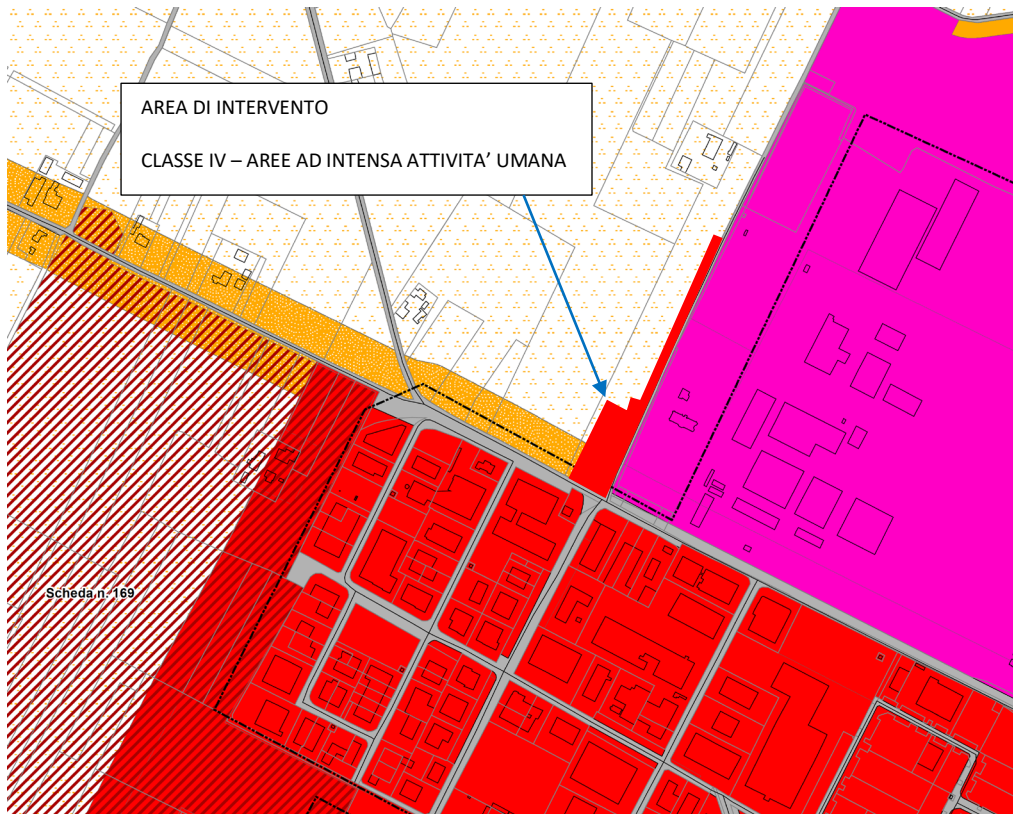 AREA DI INTERVENTO
CLASSE IV – AREE AD INTENSA ATTIVITA’ UMANA
Scheda n. 169